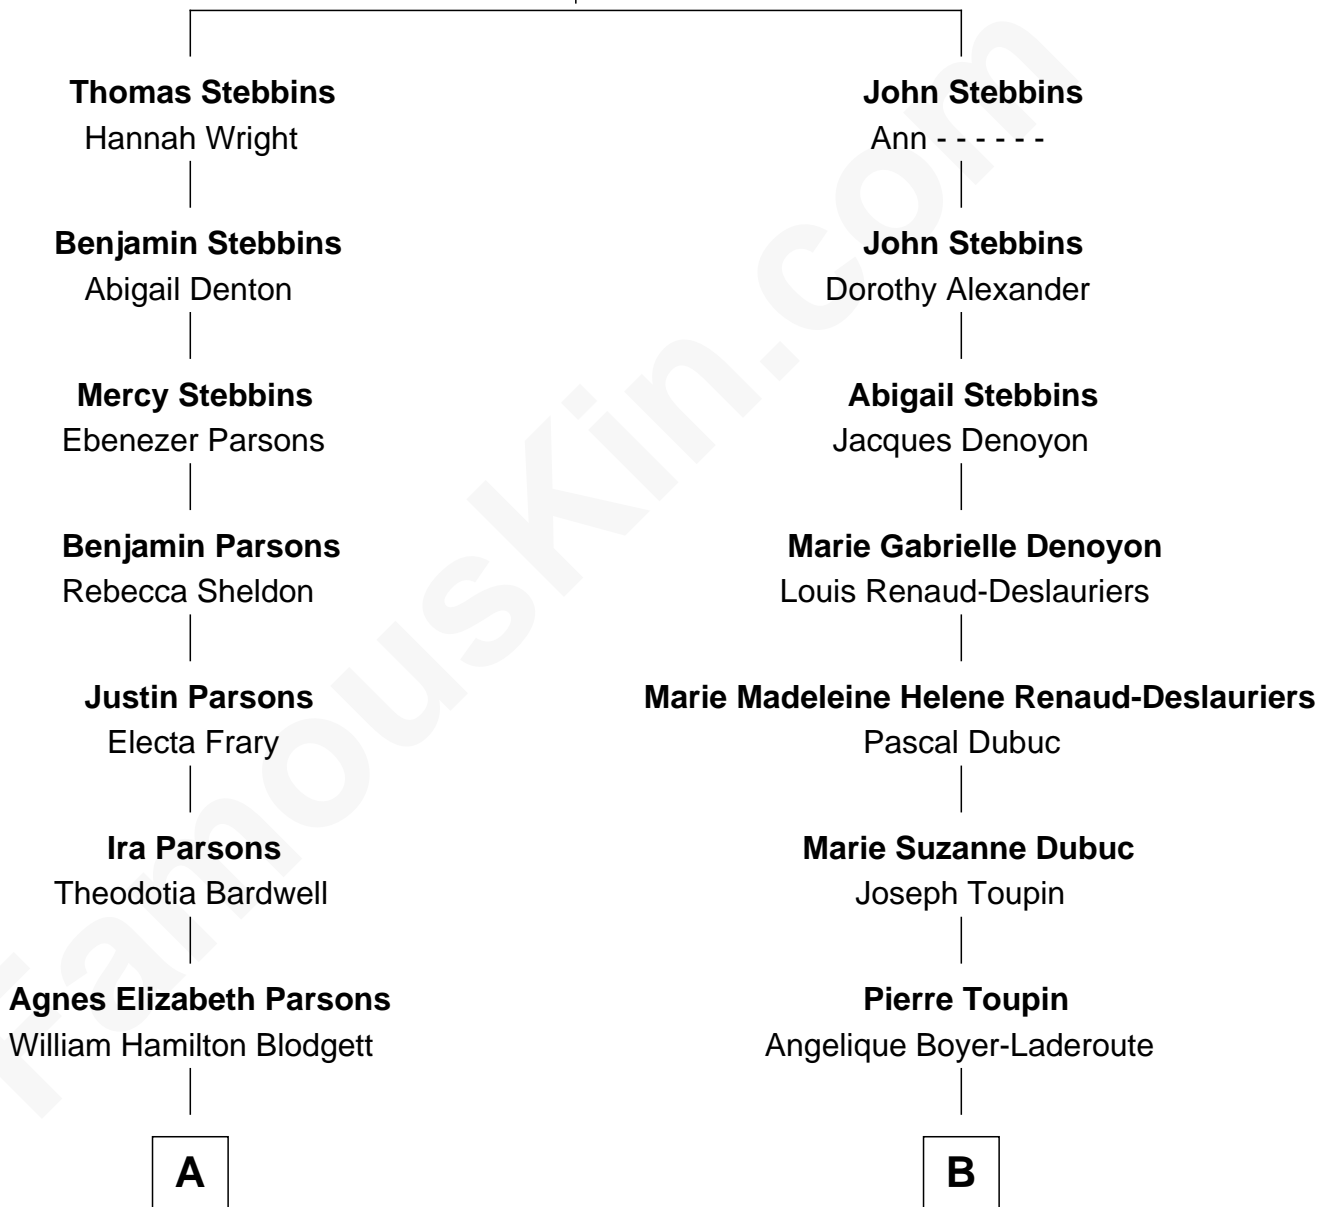 Thomas Stebbins
Hannah Wright
Benjamin Stebbins
Abigail Denton
Mercy Stebbins
Ebenezer Parsons
Benjamin Parsons
Rebecca Sheldon
Justin Parsons
Electa Frary
Ira Parsons
Theodotia Bardwell
Agnes Elizabeth Parsons
William Hamilton Blodgett
A
John Stebbins
Ann - - - - - -
John Stebbins
Dorothy Alexander
Abigail Stebbins
Jacques Denoyon
Marie Gabrielle Denoyon
Louis Renaud-Deslauriers
Marie Madeleine Helene Renaud-Deslauriers
Pascal Dubuc
Marie Suzanne Dubuc
Joseph Toupin
Pierre Toupin
Angelique Boyer-Laderoute
B
FamousKin.com